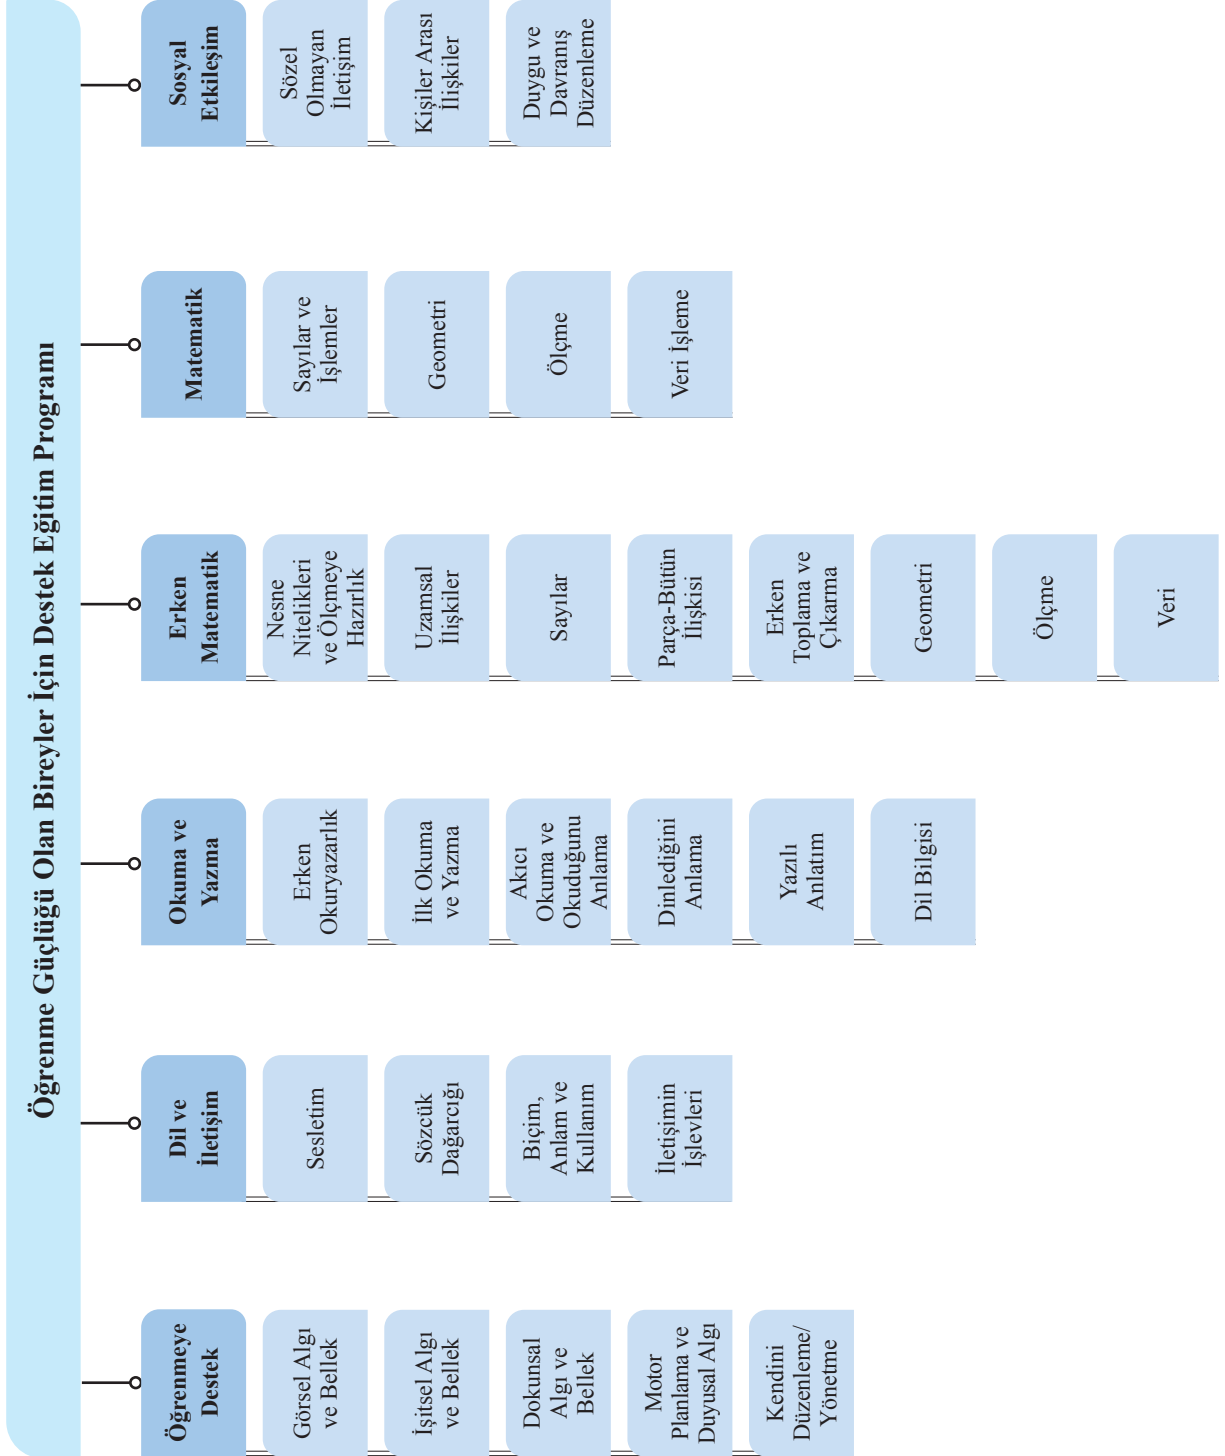 Öğrenme Güçlüğü Olan Bireyler İçin Destek Eğitim Programı
Öğrenmeye
Destek
Görsel Algı
ve Bellek
İşitsel Algı
ve Bellek
Dokunsal
Algı ve
Bellek
Motor
Planlama ve
Duyusal Algı
Kendini
Düzenleme/
Yönetme
Dil ve
İletişim
Sesletim
Sözcük
Dağarcığı
Biçim,
Anlam ve
Kullanım
İletişimin
İşlevleri
Okuma ve
Yazma
Erken
Okuryazarlık
İlk Okuma
ve Yazma
Akıcı
Okuma ve
Okuduğunu
Anlama
Dinlediğini
Anlama
Yazılı
Anlatım
Dil Bilgisi
Erken
Matematik
Nesne
Nitelikleri
ve Ölçmeye
Hazırlık
Uzamsal
İlişkiler
Sayılar
Parça-Bütün
İlişkisi
Erken
Toplama ve
Çıkarma
Geometri
Ölçme
Veri
Matematik
Sayılar ve
İşlemler
Geometri
Ölçme
Veri İşleme
Sosyal
Etkileşim
Sözel
Olmayan
İletişim
Kişiler Arası
İlişkiler
Duygu ve
Davranış
Düzenleme